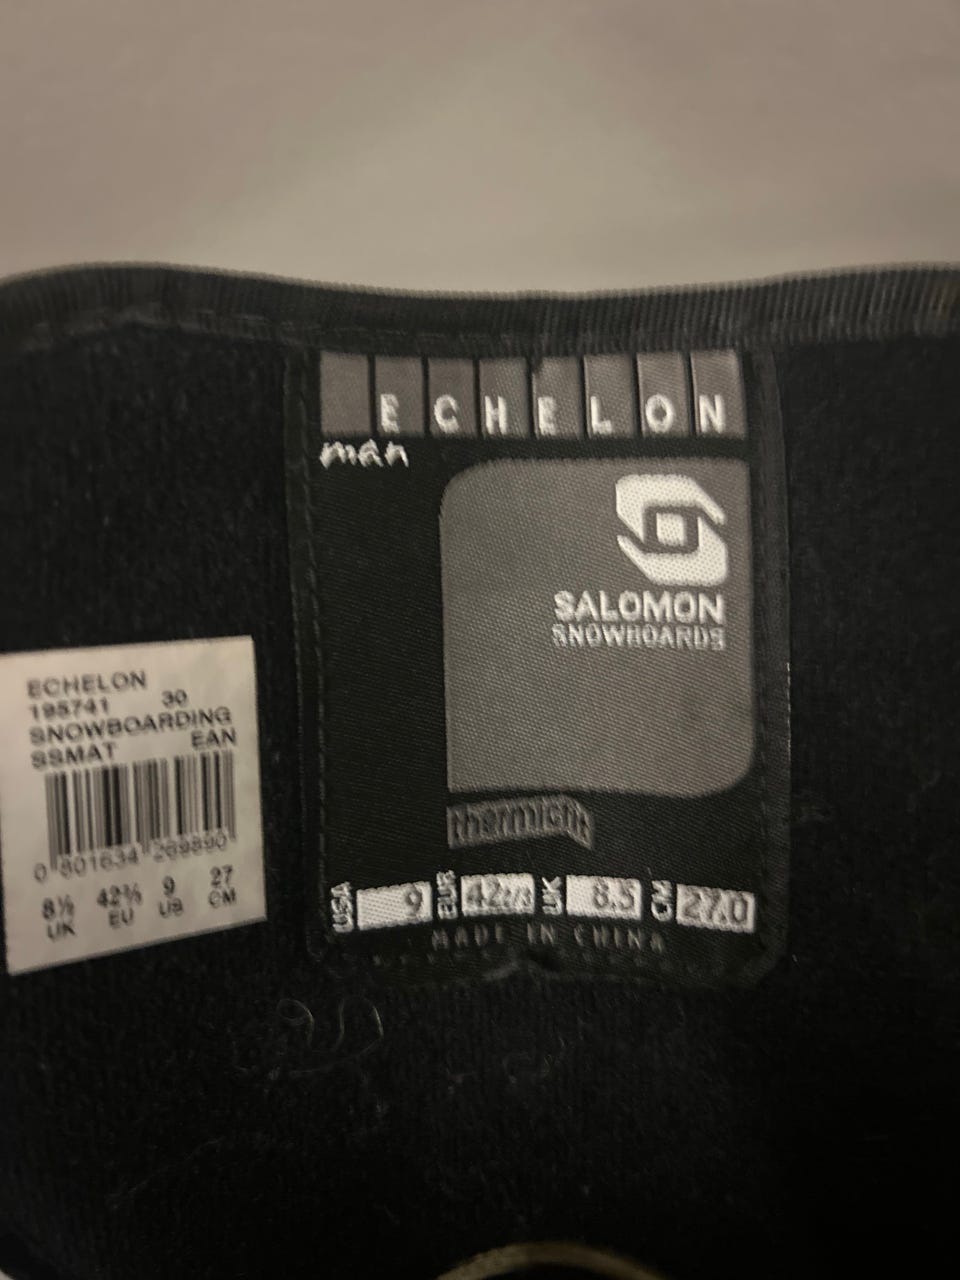 ECHELON
man
SALOMON
SNOWBOARDS
thermicfit
USA 9 EUR 42 2/3 UK 8.5 CM 27.0
MADE IN CHINA
ECHELON
195741 30
SNOWBOARDING
SSMAT EAN
0 801634 269890
8½ 42⅔ 9 27
UK EU US CM